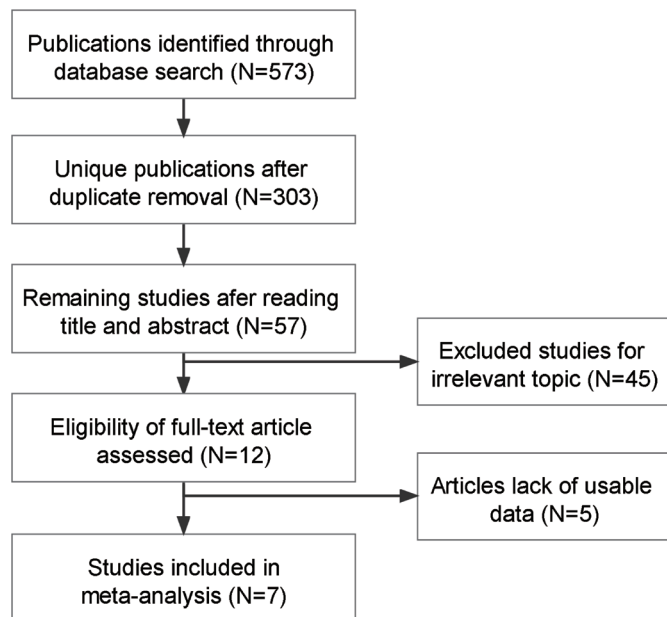 Publications identified through
database search (N=573)
Unique publications after
duplicate removal (N=303)
Remaining studies afer reading
title and abstract (N=57)
Excluded studies for
irrelevant topic (N=45)
Eligibility of full-text article
assessed (N=12)
Articles lack of usable
data (N=5)
Studies included in
meta-analysis (N=7)